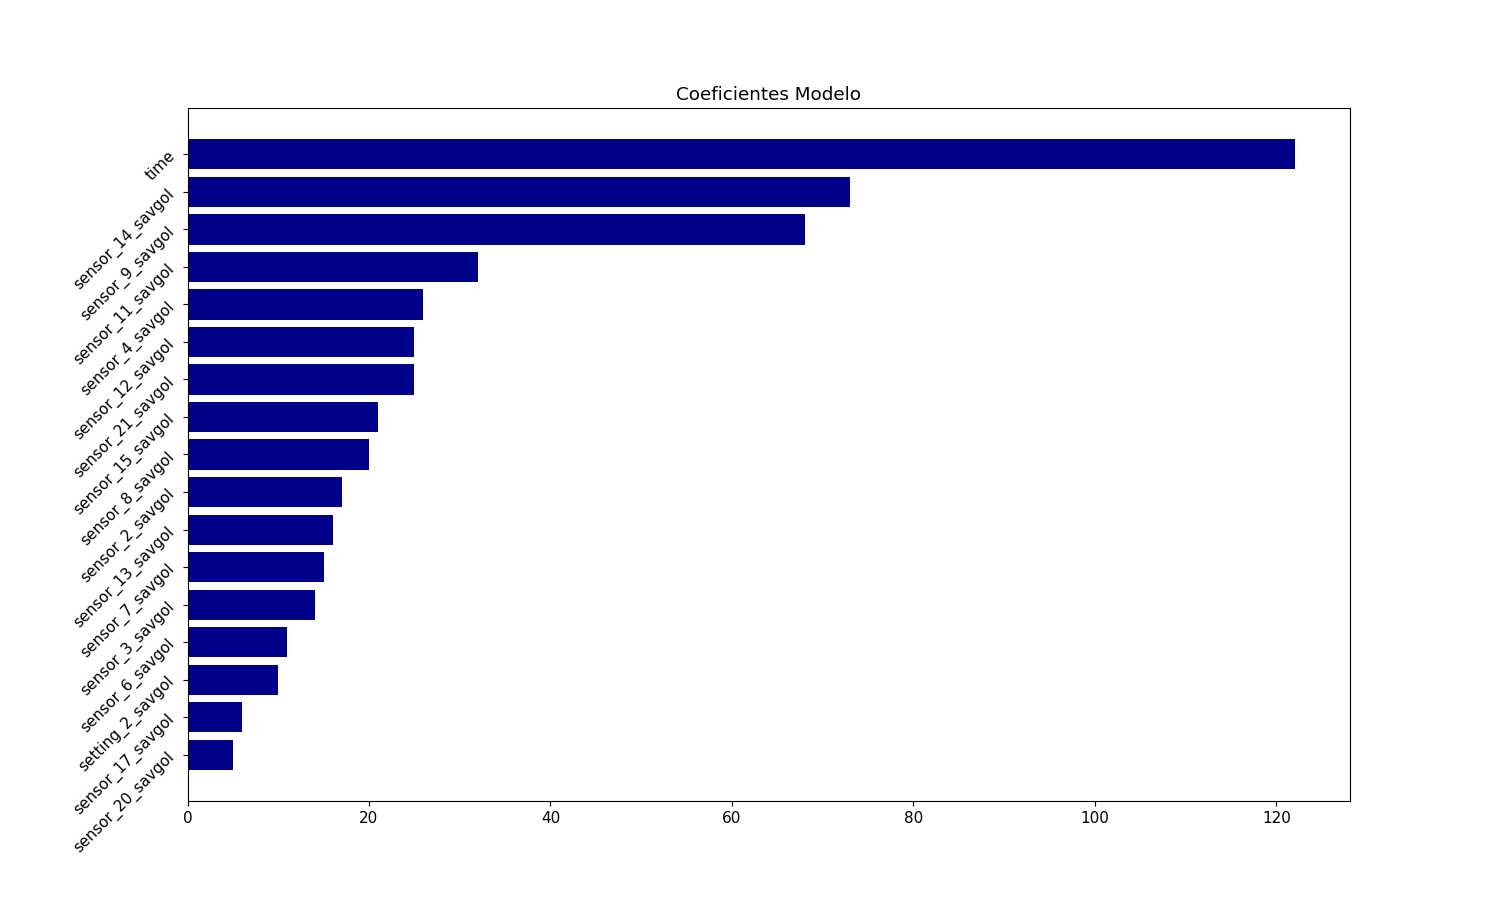 Coeficientes Modelo
time
sensor_14_savgol
sensor_9_savgol
sensor_11_savgol
sensor_4_savgol
sensor_12_savgol
sensor_21_savgol
sensor_15_savgol
sensor_8_savgol
sensor_2_savgol
sensor_13_savgol
sensor_7_savgol
sensor_3_savgol
sensor_6_savgol
setting_2_savgol
sensor_17_savgol
sensor_20_savgol
0 20 40 60 80 100 120